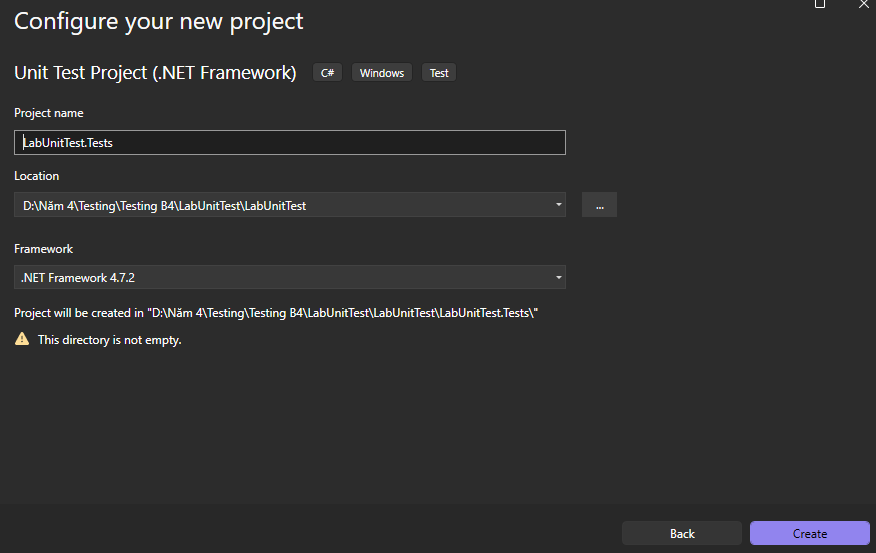 Configure your new project
Unit Test Project (.NET Framework) C# Windows Test
Project name
LabUnitTest.Tests
Location
D:\Năm 4\Testing\Testing B4\LabUnitTest\LabUnitTest ...
Framework
.NET Framework 4.7.2
Project will be created in "D:\Năm 4\Testing\Testing B4\LabUnitTest\LabUnitTest\LabUnitTest.Tests\"
This directory is not empty.
Back Create